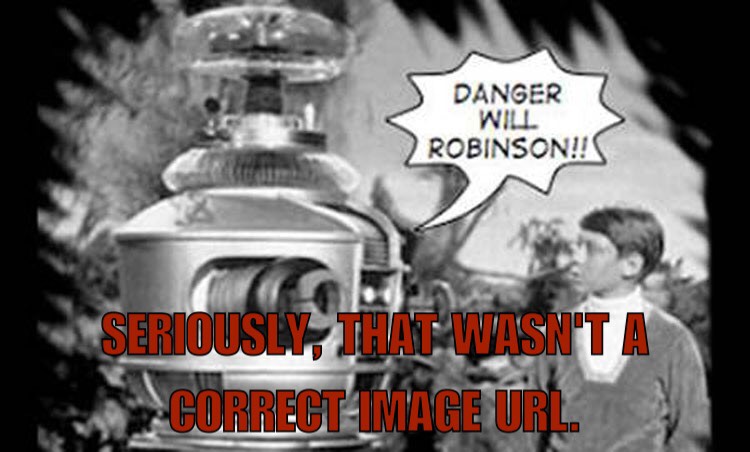 DANGER
WILL
ROBINSON!!
SERIOUSLY, THAT WASN'T A
CORRECT IMAGE URL.